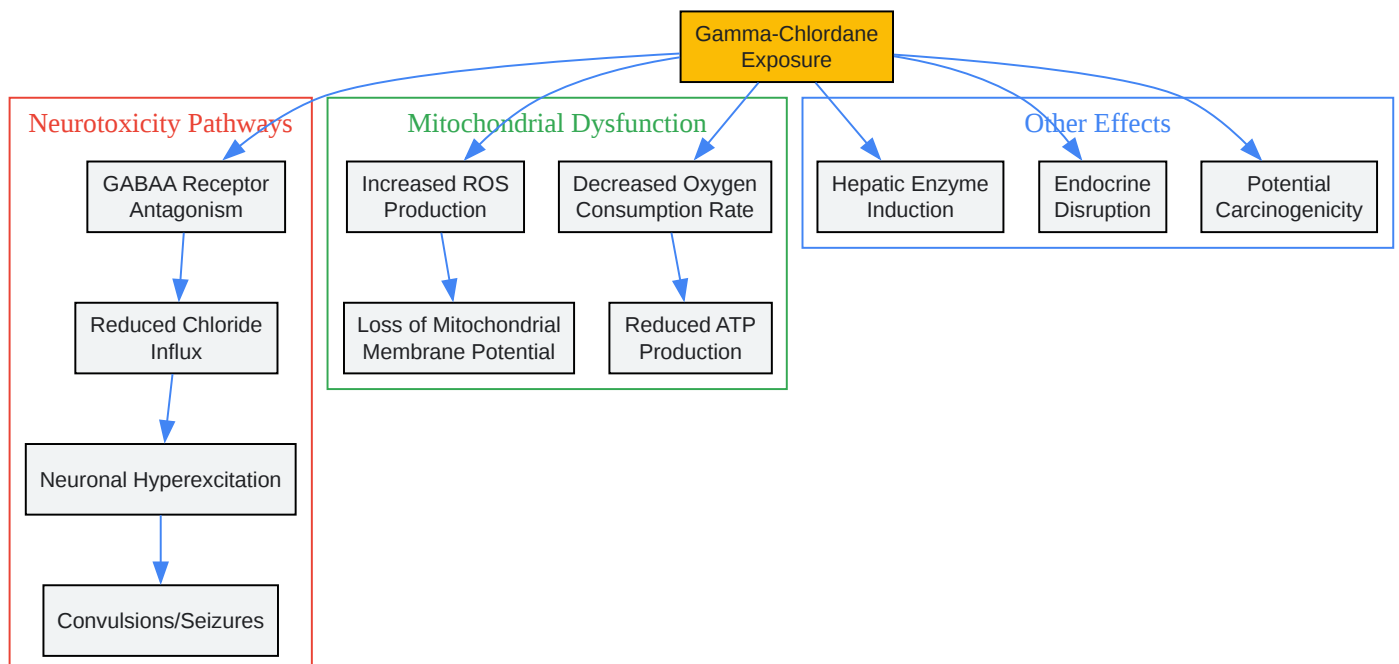 Gamma-Chlordane
Exposure
Neurotoxicity Pathways
GABAA Receptor
Antagonism
Reduced Chloride
Influx
Neuronal Hyperexcitation
Convulsions/Seizures
Mitochondrial Dysfunction
Increased ROS
Production
Decreased Oxygen
Consumption Rate
Loss of Mitochondrial
Membrane Potential
Reduced ATP
Production
Other Effects
Hepatic Enzyme
Induction
Endocrine
Disruption
Potential
Carcinogenicity